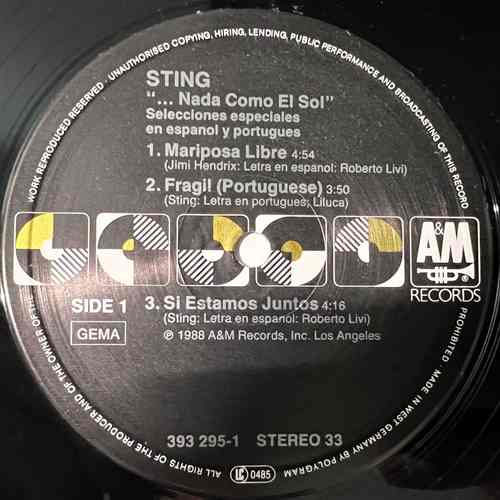 UNAUTHORISED COPYING, HIRING, LENDING, PUBLIC PERFORMANCE AND BROADCASTING OF THIS RECORD
PROHIBITED · MADE IN WEST GERMANY BY POLYGRAM
ALL RIGHTS OF THE PRODUCER AND OF THE OWNER OF THE
WORK REPRODUCED RESERVED ·
STING
"... Nada Como El Sol"
Selecciones especiales
en espanol y portugues
1. Mariposa Libre 4:54
(Jimi Hendrix: Letra en espanol: Roberto Livi)
2. Fragil (Portuguese) 3:50
(Sting: Letra en portugues; Liluca)
A&M
® RECORDS
SIDE 1
GEMA
3. Si Estamos Juntos 4:16
(Sting: Letra en espanol: Roberto Livi)
℗ 1988 A&M Records, Inc. Los Angeles
393 295-1 STEREO 33
LC 0485